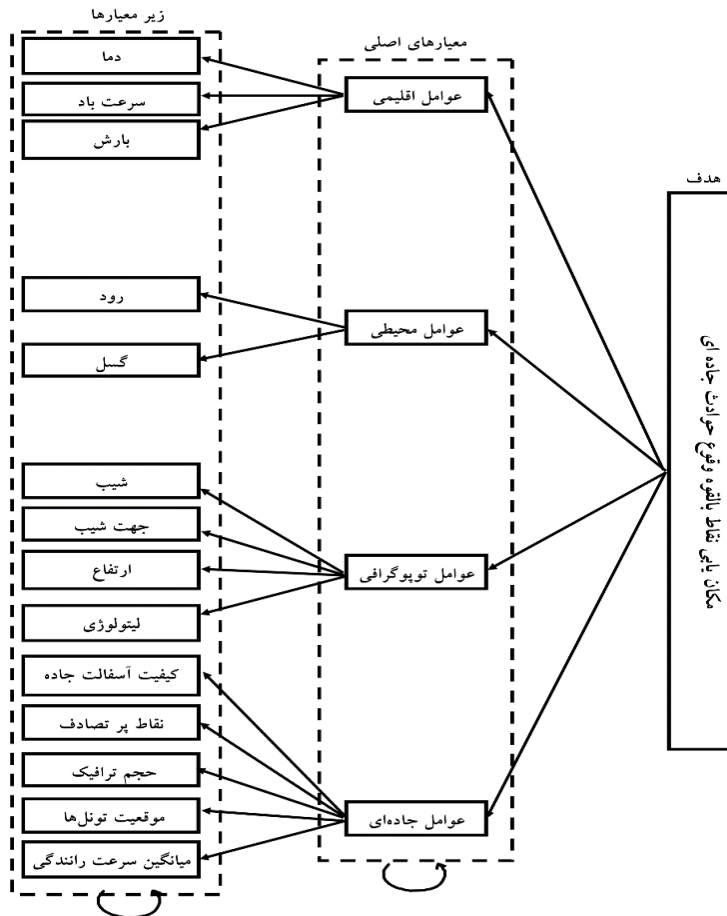 هدف
مکان یابی نقاط بالقوه وقوع حوادث جاده ای
معیارهای اصلی
عوامل اقلیمی
عوامل محیطی
عوامل توپوگرافی
عوامل جاده‌ای
زیر معیارها
دما
سرعت باد
بارش
رود
گسل
شیب
جهت شیب
ارتفاع
لیتولوژی
کیفیت آسفالت جاده
نقاط پر تصادف
حجم ترافیک
موقعیت تونل‌ها
میانگین سرعت رانندگی